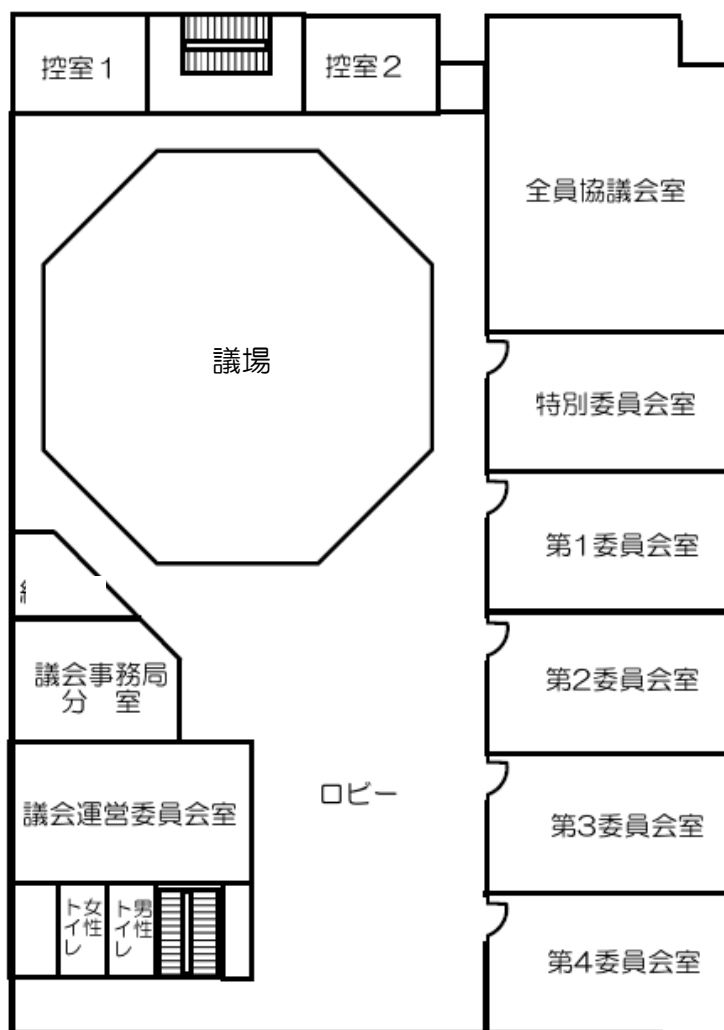 控室１
控室２
全員協議会室
議場
特別委員会室
第1委員会室
議会事務局
分　室
第2委員会室
ロビー
議会運営委員会室
第3委員会室
女性
トイレ
男性
トイレ
第4委員会室